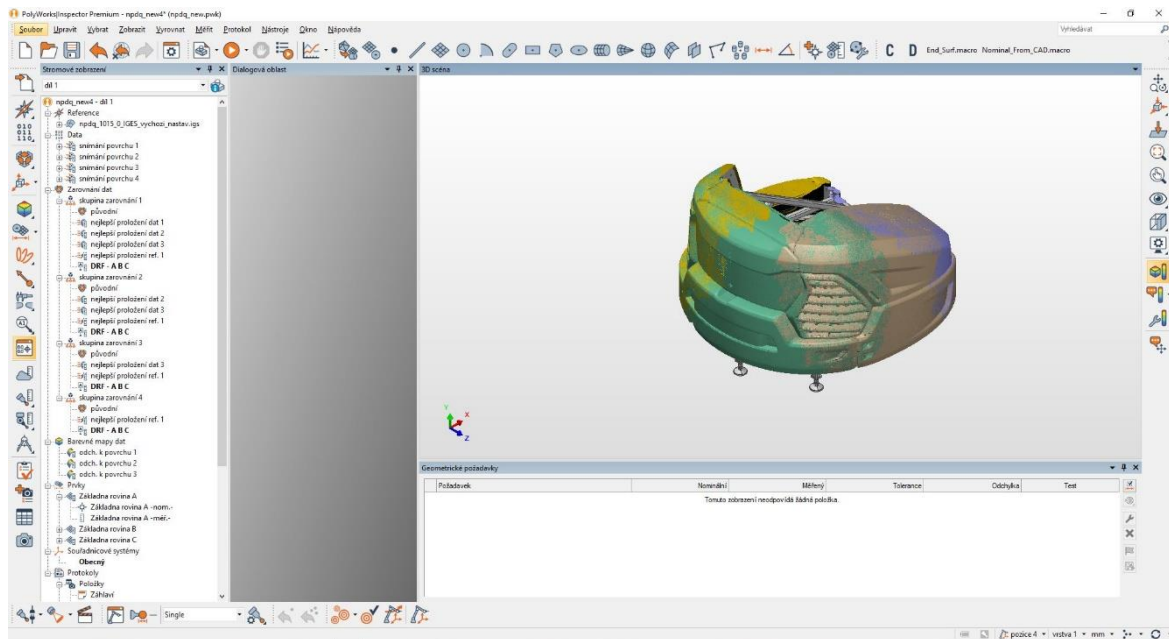 PolyWorks|Inspector Premium - npdq_new4* (npdq_new.pwk)
Soubor Upravit Vybrat Zobrazit Vyrovnat Měřit Protokol Nástroje Okno Nápověda
Vyhledávat
C D End_Surf.macro Nominal_From_CAD.macro
Stromové zobrazení
Dialogová oblast
3D scéna
díl 1
npdq_new4 - díl 1
Reference
npdq_1015_0_IGES_vychozi_nastav.igs
Data
snímání povrchu 1
snímání povrchu 2
snímání povrchu 3
snímání povrchu 4
Zarovnání dat
skupina zarovnání 1
původní
nejlepší proložení dat 1
nejlepší proložení dat 2
nejlepší proložení dat 3
nejlepší proložení ref. 1
DRF - A B C
skupina zarovnání 2
původní
nejlepší proložení dat 2
nejlepší proložení dat 3
nejlepší proložení ref. 1
DRF - A B C
skupina zarovnání 3
původní
nejlepší proložení dat 3
nejlepší proložení ref. 1
DRF - A B C
skupina zarovnání 4
původní
nejlepší proložení ref. 1
DRF - A B C
Barevné mapy dat
odch. k povrchu 1
odch. k povrchu 2
odch. k povrchu 3
Prvky
Základna rovina A
Základna rovina A -nom.-
Základna rovina A -měř.-
Základna rovina B
Základna rovina C
Souřadnicové systémy
Obecný
Protokoly
Položky
Záhlaví
Y X
Z
Geometrické požadavky
Požadavek Nominální Měřený Tolerance Odchylka Test
Tomuto zobrazení neodpovídá žádná položka.
Single
pozice 4 vrstva 1 mm